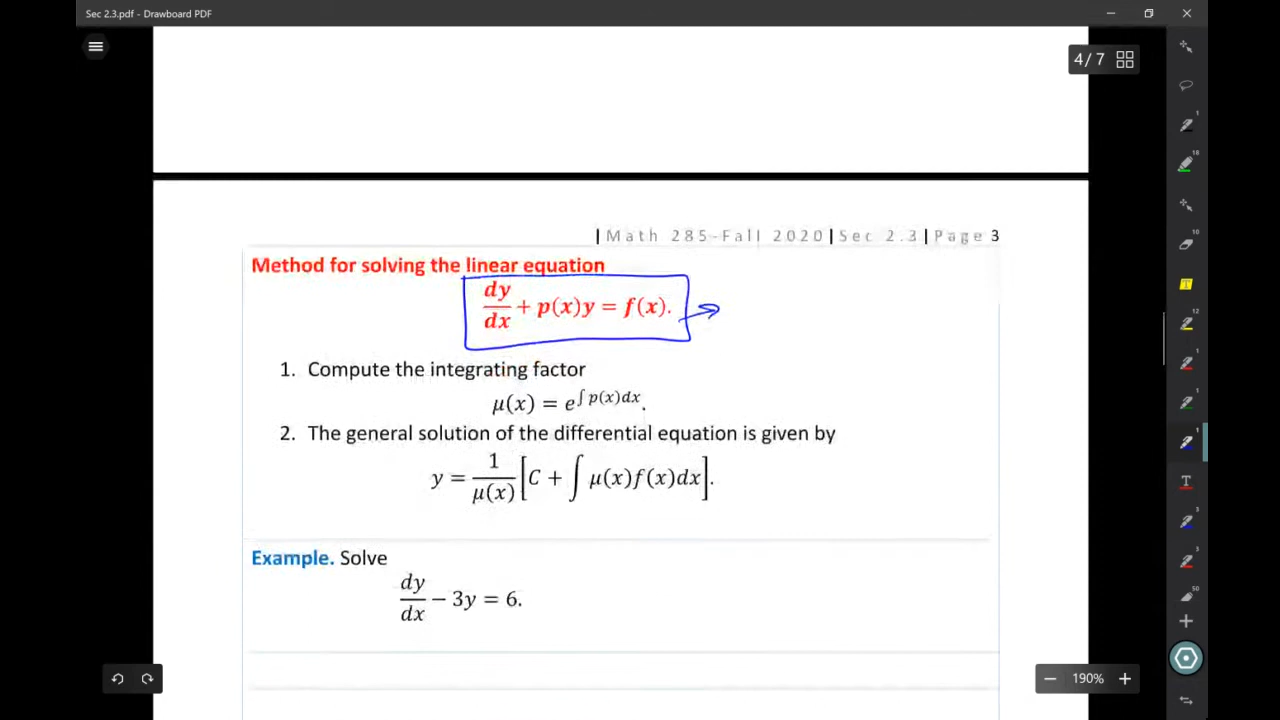 Sec 2.3.pdf - Drawboard PDF
4 / 7
| Math 285-Fall 2020 | Sec 2.3 | Page 3
Method for solving the linear equation
dy/dx + p(x)y = f(x).
1. Compute the integrating factor
μ(x) = e^∫ p(x)dx.
2. The general solution of the differential equation is given by
y = 1/μ(x) [C + ∫ μ(x)f(x)dx].
Example. Solve
dy/dx − 3y = 6.
190%